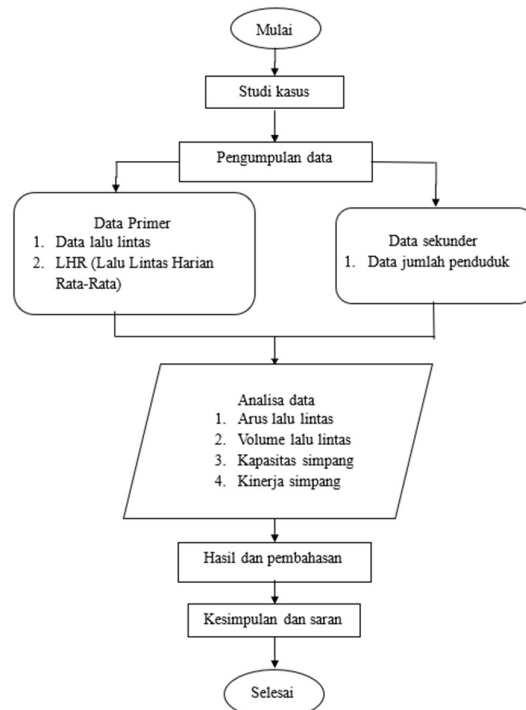 Mulai
Studi kasus
Pengumpulan data
Data Primer
1. Data lalu lintas
2. LHR (Lalu Lintas Harian
Rata-Rata)
Data sekunder
1. Data jumlah penduduk
Analisa data
1. Arus lalu lintas
2. Volume lalu lintas
3. Kapasitas simpang
4. Kinerja simpang
Hasil dan pembahasan
Kesimpulan dan saran
Selesai